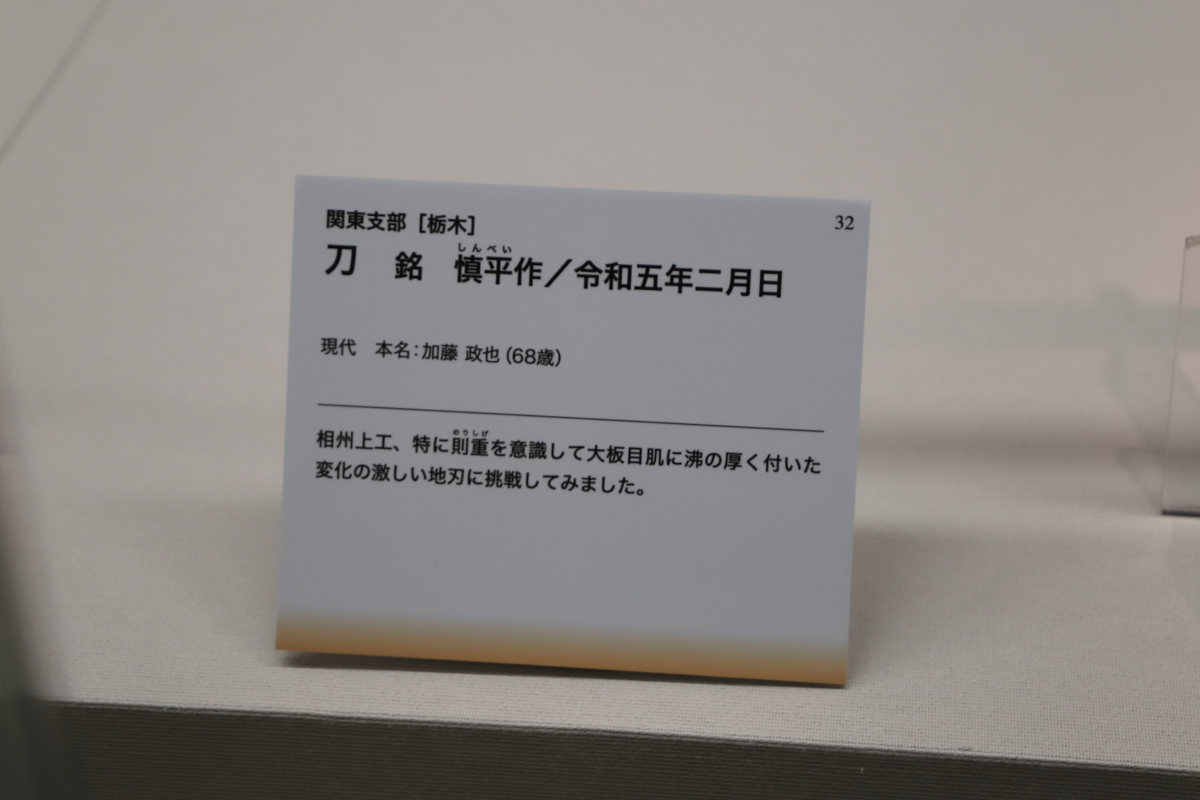 関東支部［栃木］
32
しんぺい
刀　銘　慎平作／令和五年二月日
現代　本名：加藤 政也（68歳）
のりしげ
相州上工、特に則重を意識して大板目肌に沸の厚く付いた
変化の激しい地刃に挑戦してみました。